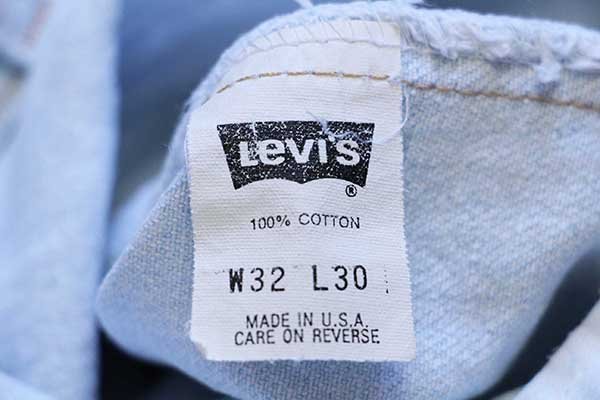 Levi's ®
100% COTTON
W32 L30
MADE IN U.S.A.
CARE ON REVERSE